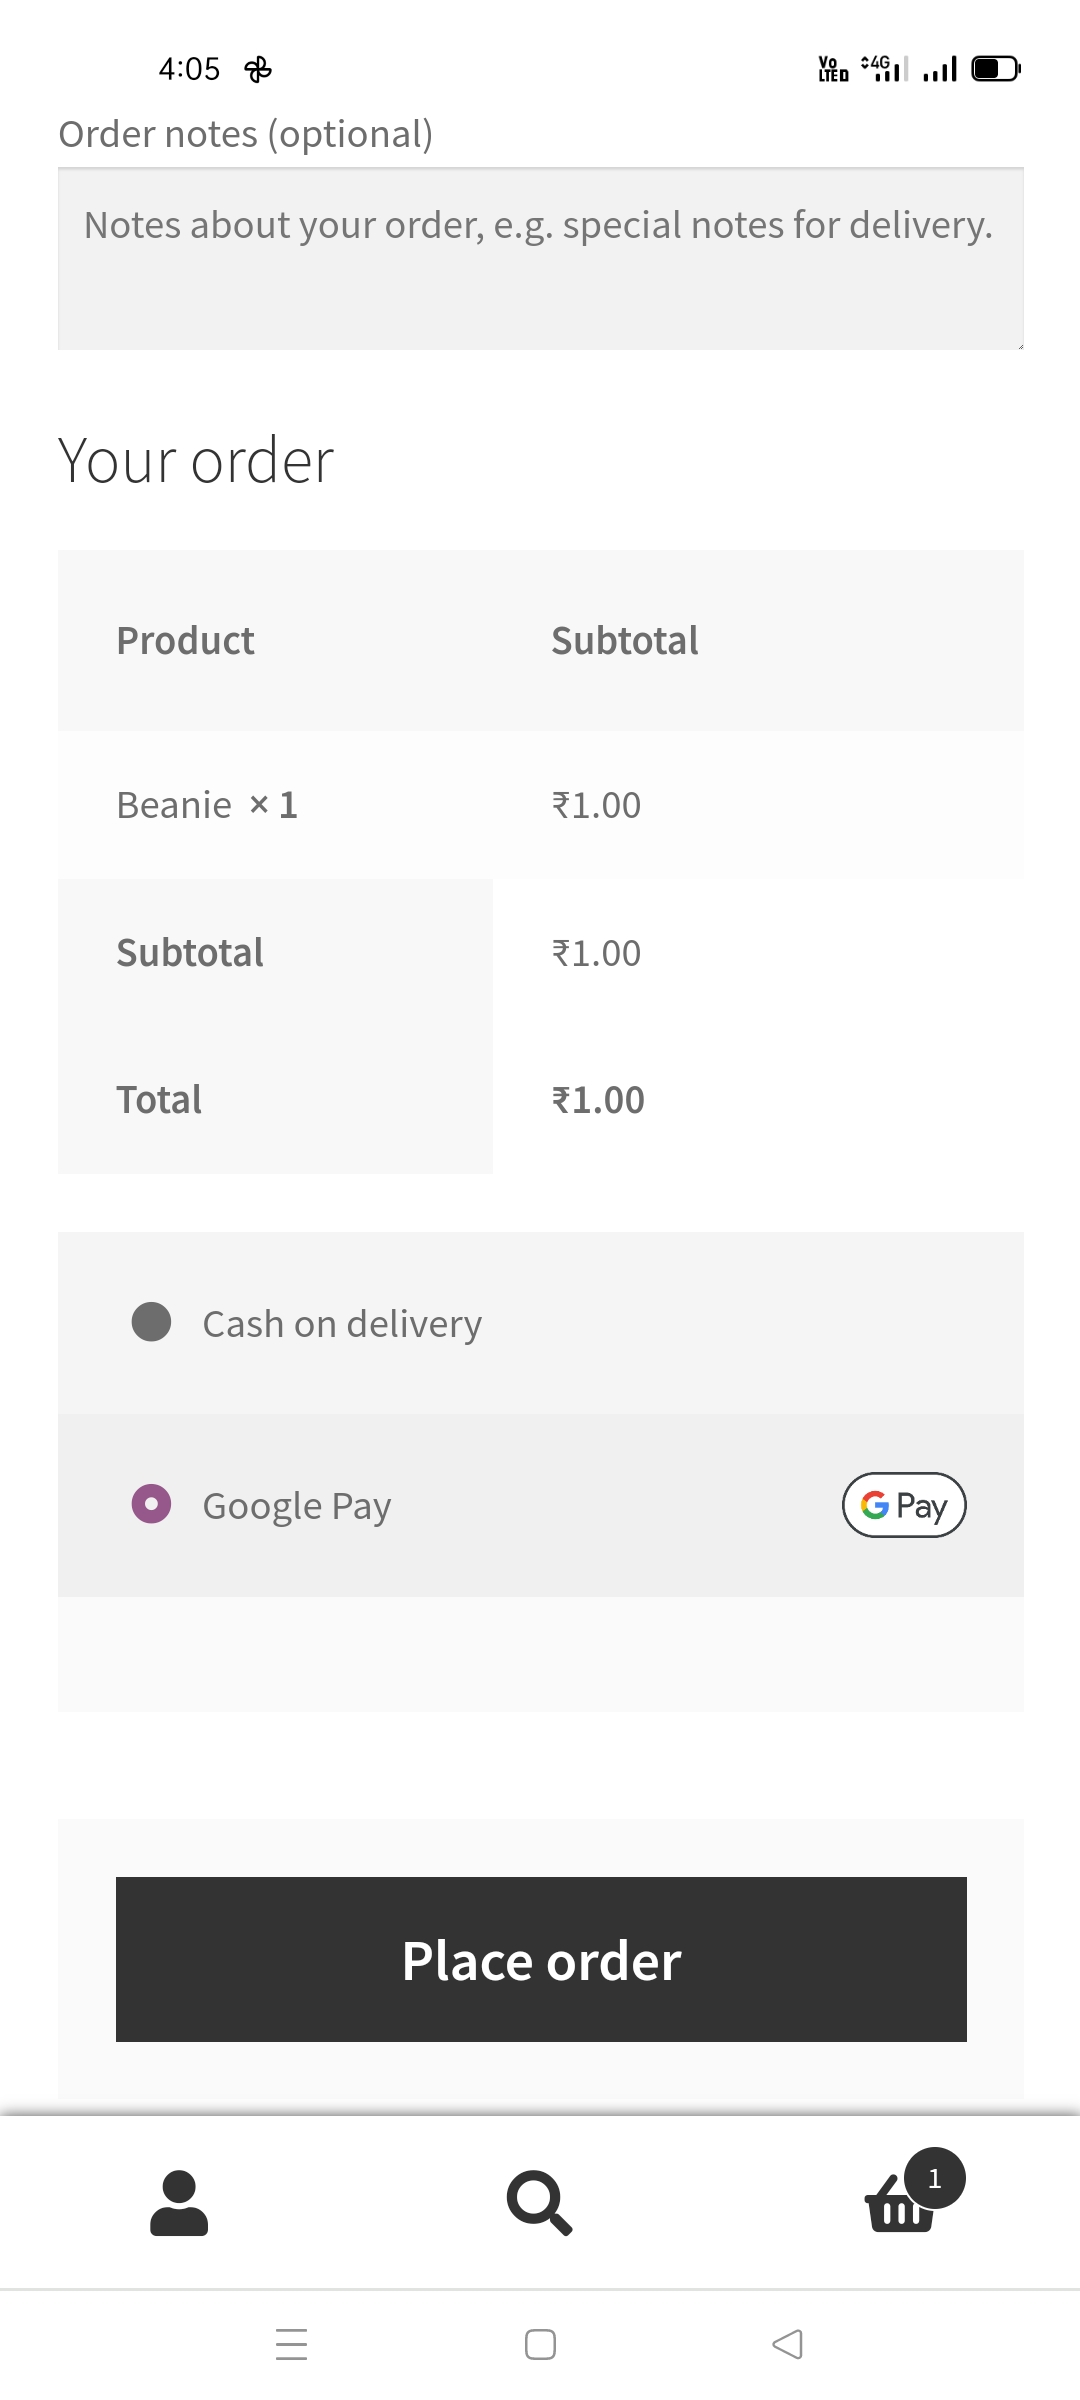 4:05
Vo LTE D 4G
Order notes (optional)
Notes about your order, e.g. special notes for delivery.
Your order
Product Subtotal
Beanie × 1 ₹1.00
Subtotal ₹1.00
Total ₹1.00
Cash on delivery
Google Pay G Pay
Place order
1